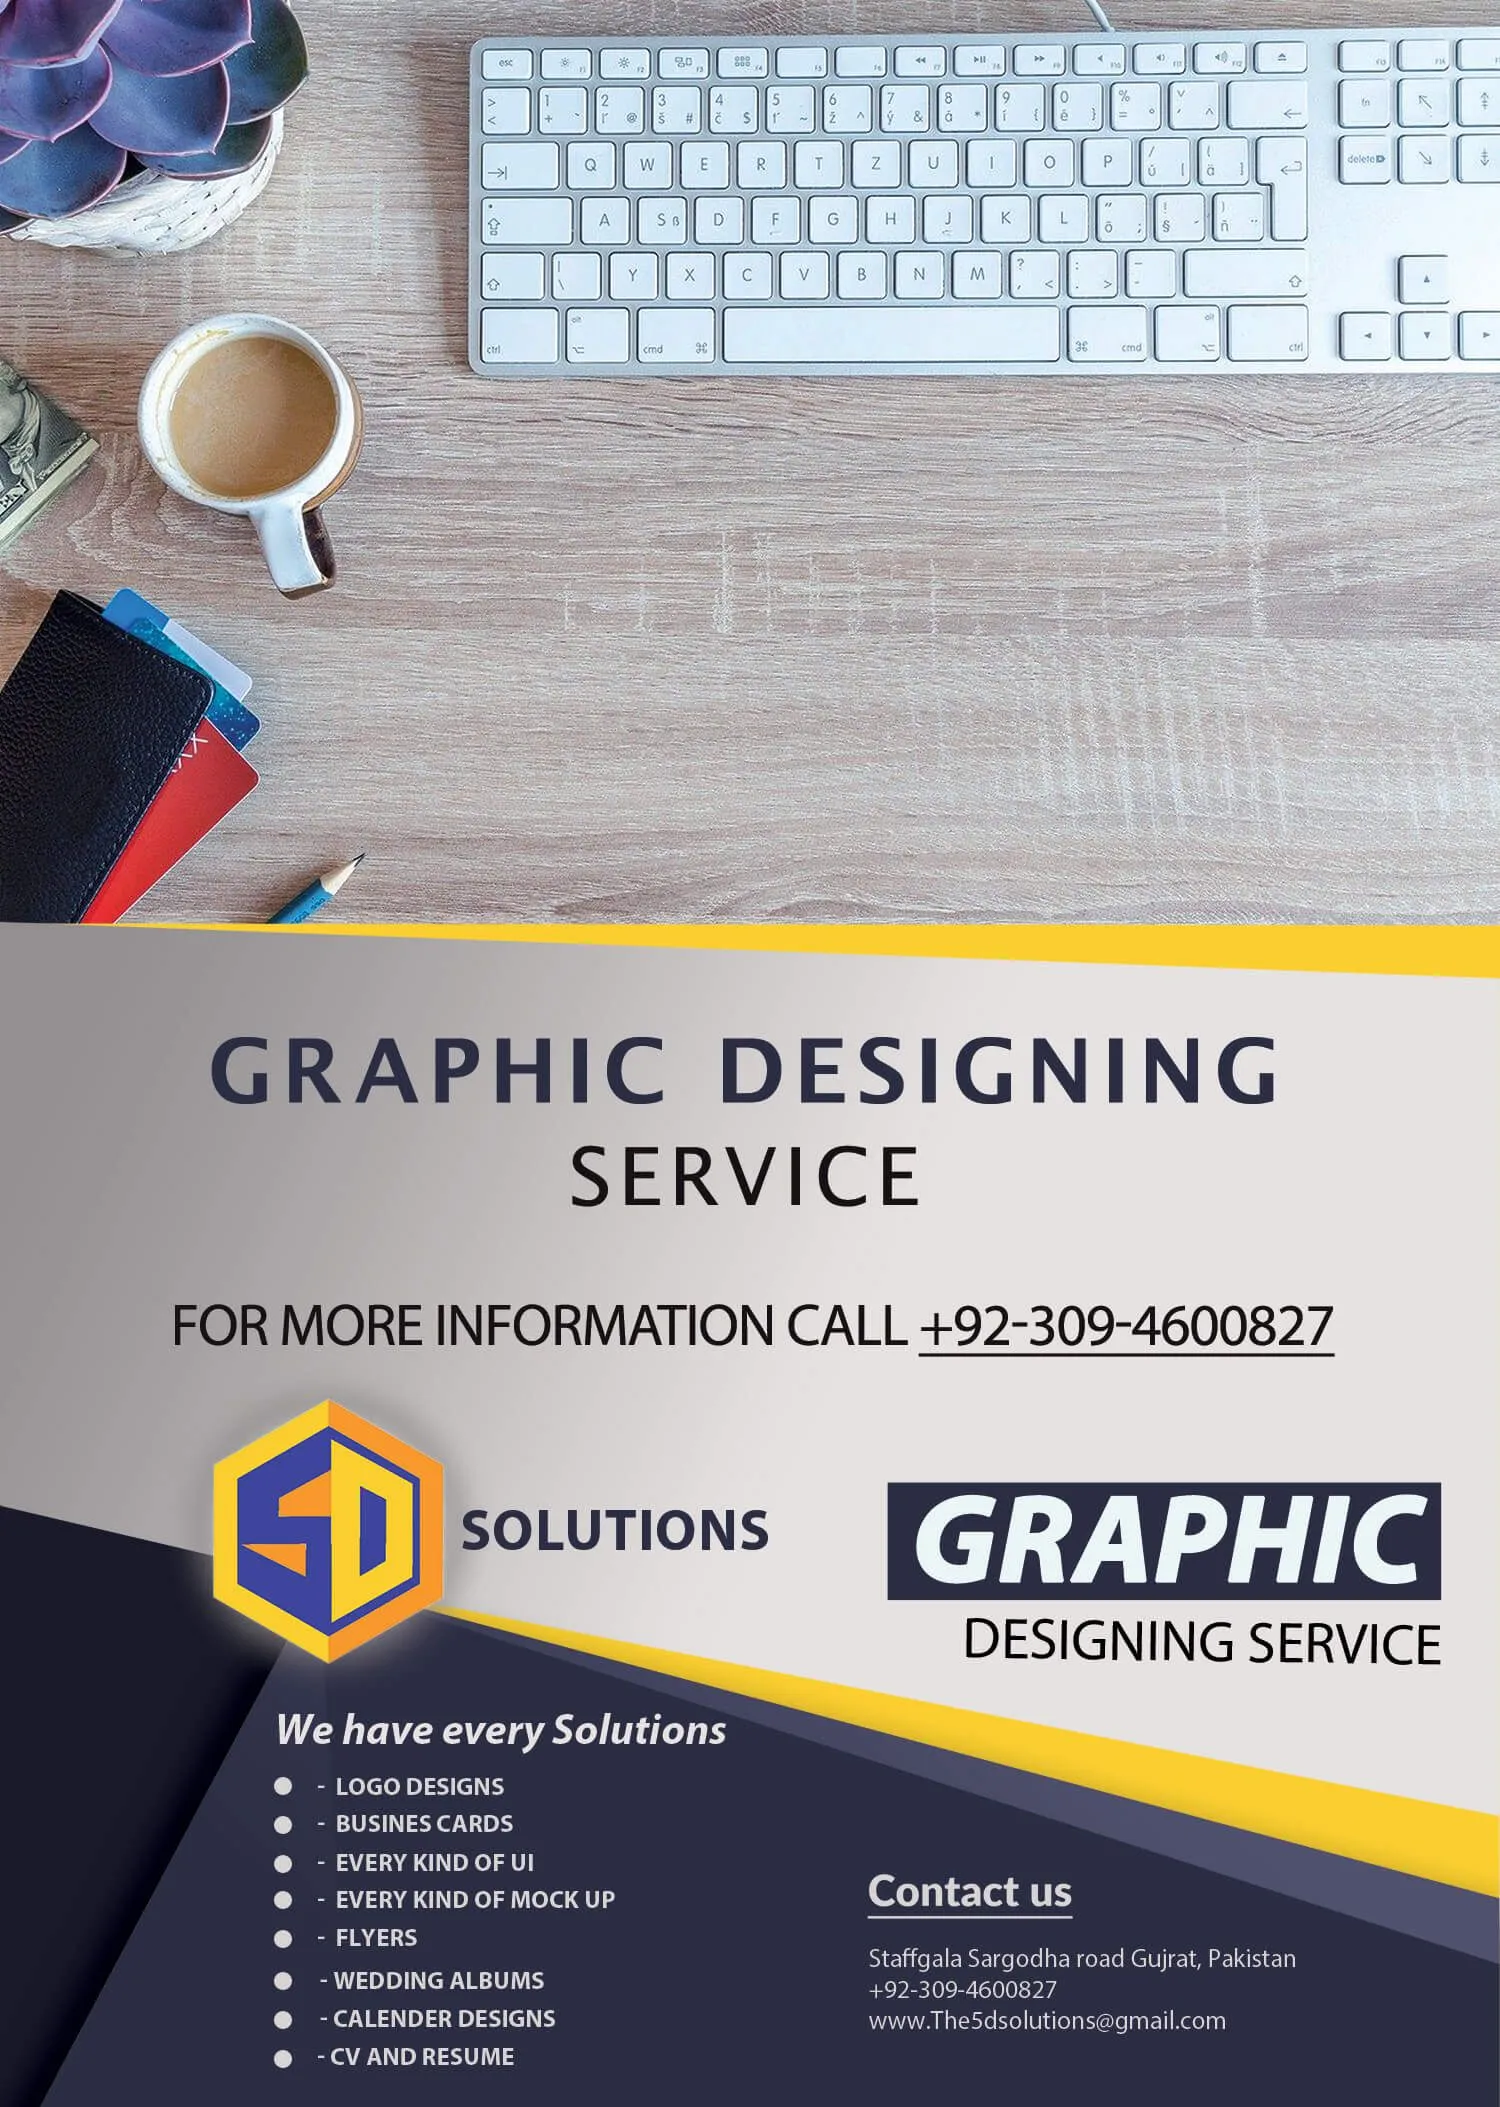 GRAPHIC DESIGNING
SERVICE
FOR MORE INFORMATION CALL +92-309-4600827
5D SOLUTIONS
GRAPHIC
DESIGNING SERVICE
We have every Solutions
- LOGO DESIGNS
- BUSINES CARDS
- EVERY KIND OF UI
- EVERY KIND OF MOCK UP
- FLYERS
- WEDDING ALBUMS
- CALENDER DESIGNS
- CV AND RESUME
Contact us
Staffgala Sargodha road Gujrat, Pakistan
+92-309-4600827
www.The5dsolutions@gmail.com